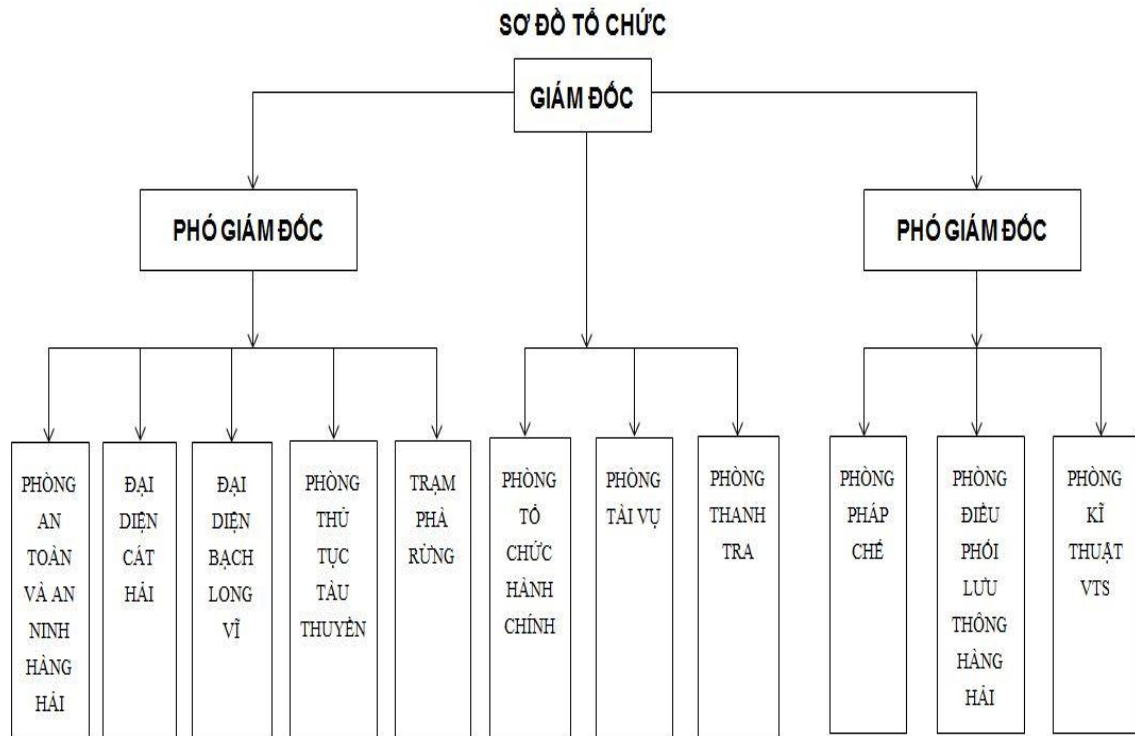 SƠ ĐỒ TỔ CHỨC
GIÁM ĐỐC
PHÓ GIÁM ĐỐC
PHÓ GIÁM ĐỐC
PHÒNG
AN
TOÀN
VÀ AN
NINH
HÀNG
HẢI
ĐẠI
DIỆN
CÁT
HẢI
ĐẠI
DIỆN
BẠCH
LONG
VĨ
PHÒNG
THỦ
TỤC
TÀU
THUYỀN
TRẠM
PHÀ
RỪNG
PHÒNG
TỔ
CHỨC
HÀNH
CHÍNH
PHÒNG
TÀI VỤ
PHÒNG
THANH
TRA
PHÒNG
PHÁP
CHẾ
PHÒNG
ĐIỀU
PHỐI
LƯU
THÔNG
HÀNG
HẢI
PHÒNG
KĨ
THUẬT
VTS